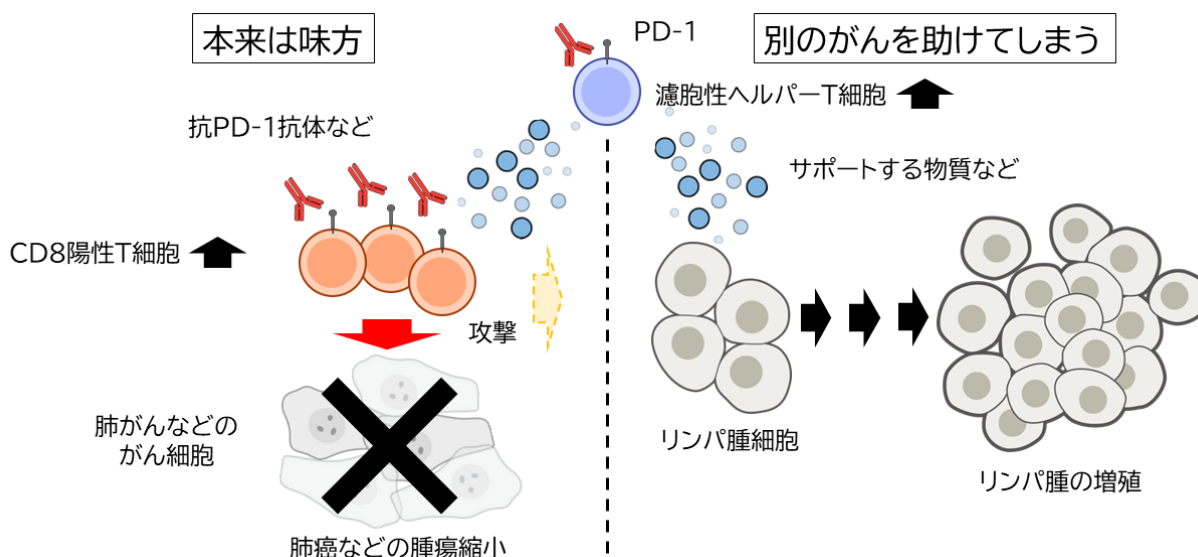 本来は味方
PD-1
別のがんを助けてしまう
濾胞性ヘルパーT細胞
抗PD-1抗体など
サポートする物質など
CD8陽性T細胞
攻撃
肺がんなどの
がん細胞
リンパ腫細胞
リンパ腫の増殖
肺癌などの腫瘍縮小